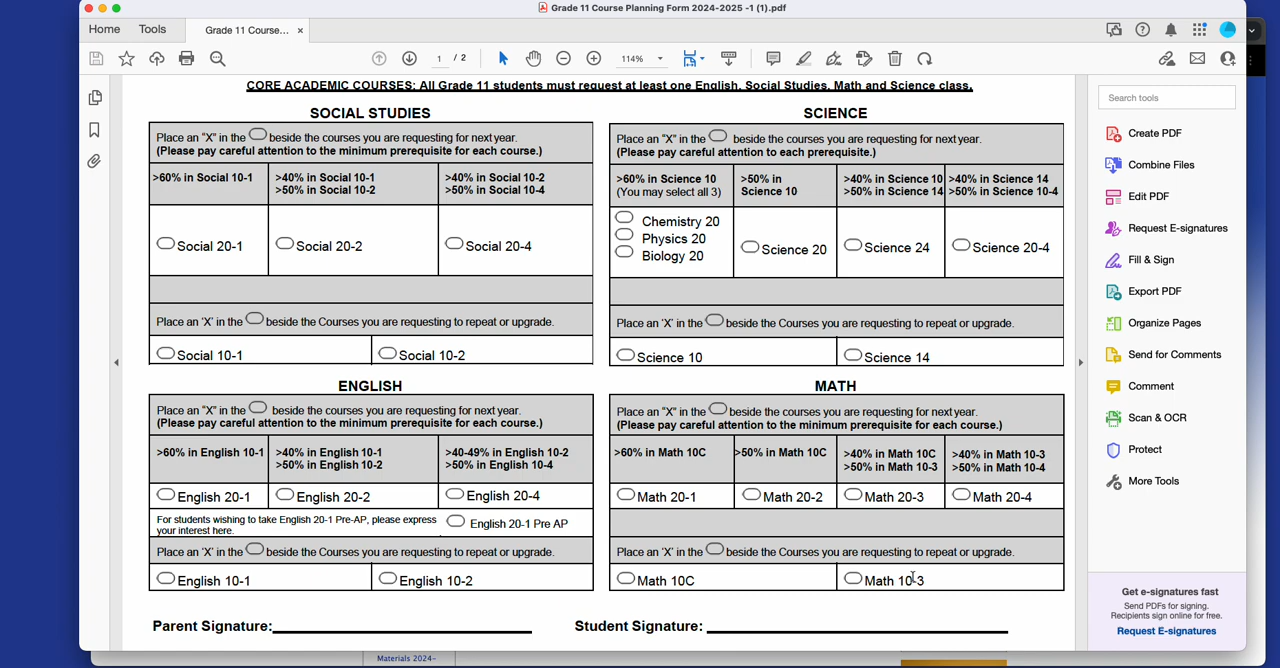 Grade 11 Course Planning Form 2024-2025 -1 (1).pdf
Home
Tools
Grade 11 Course... ×
1 / 2
114%
CORE ACADEMIC COURSES: All Grade 11 students must request at least one English, Social Studies, Math and Science class.
SOCIAL STUDIES
Place an "X" in the beside the courses you are requesting for next year.
(Please pay careful attention to the minimum prerequisite for each course.)
>60% in Social 10-1
>40% in Social 10-1
>50% in Social 10-2
>40% in Social 10-2
>50% in Social 10-4
Social 20-1
Social 20-2
Social 20-4
Place an 'X' in the beside the Courses you are requesting to repeat or upgrade.
Social 10-1
Social 10-2
SCIENCE
Place an "X" in the beside the courses you are requesting for next year.
(Please pay careful attention to each prerequisite.)
>60% in Science 10
(You may select all 3)
>50% in
Science 10
>40% in Science 10
>50% in Science 14
>40% in Science 14
>50% in Science 10-4
Chemistry 20
Physics 20
Biology 20
Science 20
Science 24
Science 20-4
Place an 'X' in the beside the Courses you are requesting to repeat or upgrade.
Science 10
Science 14
ENGLISH
Place an "X" in the beside the courses you are requesting for next year.
(Please pay careful attention to the minimum prerequisite for each course.)
>60% in English 10-1
>40% in English 10-1
>50% in English 10-2
>40-49% in English 10-2
>50% in English 10-4
English 20-1
English 20-2
English 20-4
For students wishing to take English 20-1 Pre-AP, please express
your interest here.
English 20-1 Pre AP
Place an 'X' in the beside the Courses you are requesting to repeat or upgrade.
English 10-1
English 10-2
MATH
Place an "X" in the beside the courses you are requesting for next year.
(Please pay careful attention to the minimum prerequisite for each course.)
>60% in Math 10C
>50% in Math 10C
>40% in Math 10C
>50% in Math 10-3
>40% in Math 10-3
>50% in Math 10-4
Math 20-1
Math 20-2
Math 20-3
Math 20-4
Place an 'X' in the beside the Courses you are requesting to repeat or upgrade.
Math 10C
Math 10-3
Parent Signature:
Student Signature:
Search tools
Create PDF
Combine Files
Edit PDF
Request E-signatures
Fill & Sign
Export PDF
Organize Pages
Send for Comments
Comment
Scan & OCR
Protect
More Tools
Get e-signatures fast
Send PDFs for signing.
Recipients sign online for free.
Request E-signatures
Materials 2024-